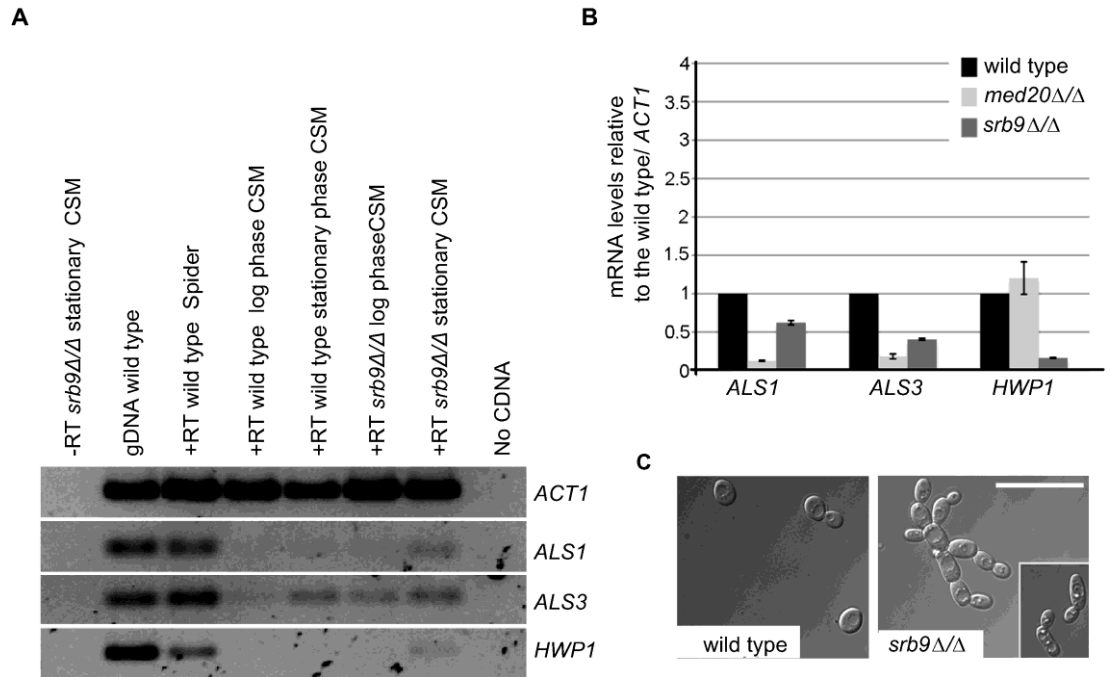 A
-RT srb9Δ/Δ stationary CSM
gDNA wild type
+RT wild type Spider
+RT wild type log phase CSM
+RT wild type stationary phase CSM
+RT srb9Δ/Δ log phaseCSM
+RT srb9Δ/Δ stationary CSM
No CDNA
ACT1
ALS1
ALS3
HWP1
B
mRNA levels relative
to the wild type/ ACT1
4
3.5
3
2.5
2
1.5
1
0.5
0
wild type
med20Δ/Δ
srb9Δ/Δ
ALS1
ALS3
HWP1
C
wild type
srb9Δ/Δ